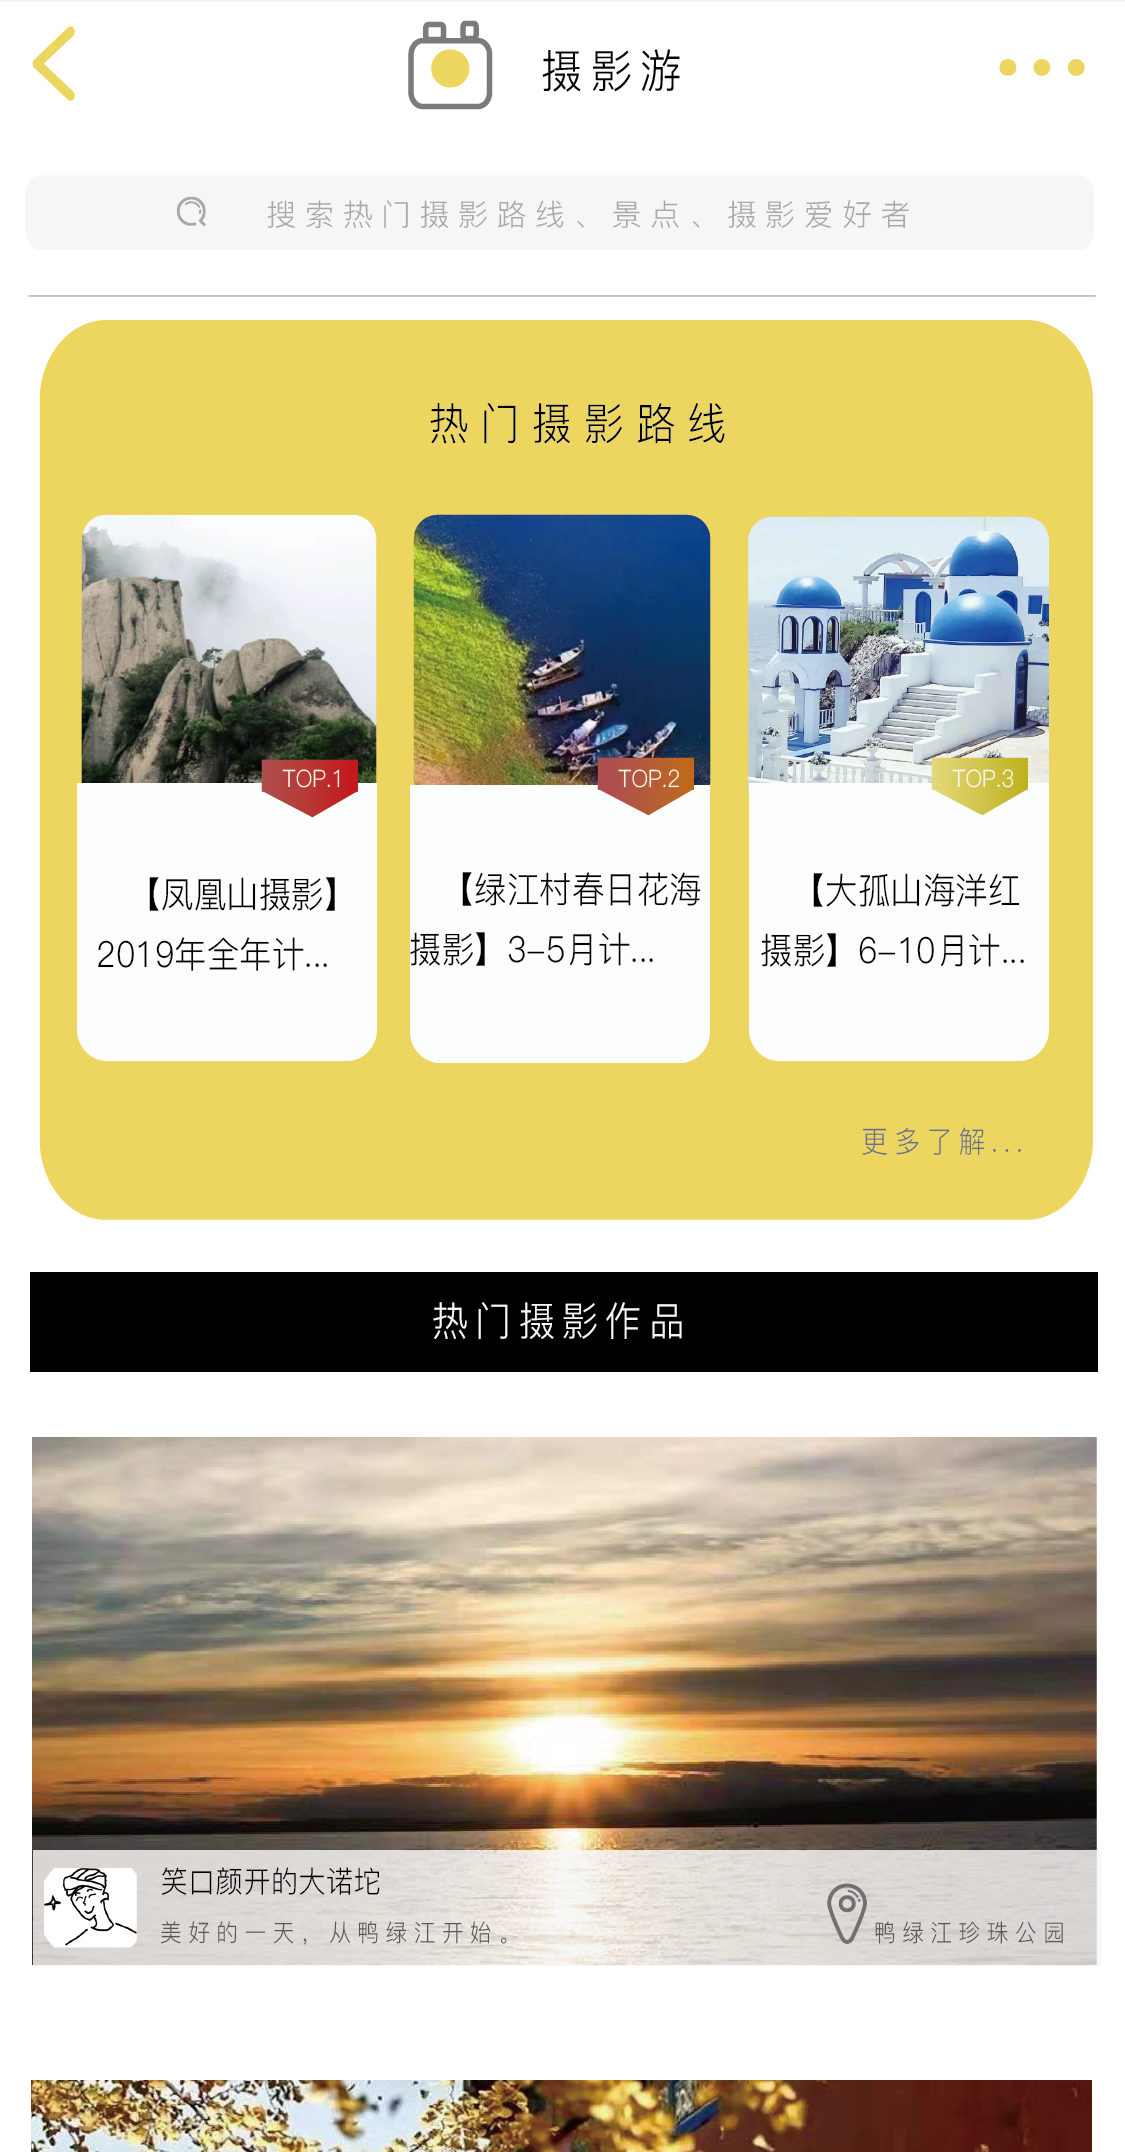 摄影游
搜索热门摄影路线、景点、摄影爱好者
热门摄影路线
TOP.1
【凤凰山摄影】
2019年全年计...
TOP.2
【绿江村春日花海
摄影】3-5月计...
TOP.3
【大孤山海洋红
摄影】6-10月计...
更多了解...
热门摄影作品
笑口颜开的大诺坨
美好的一天，从鸭绿江开始。
鸭绿江珍珠公园